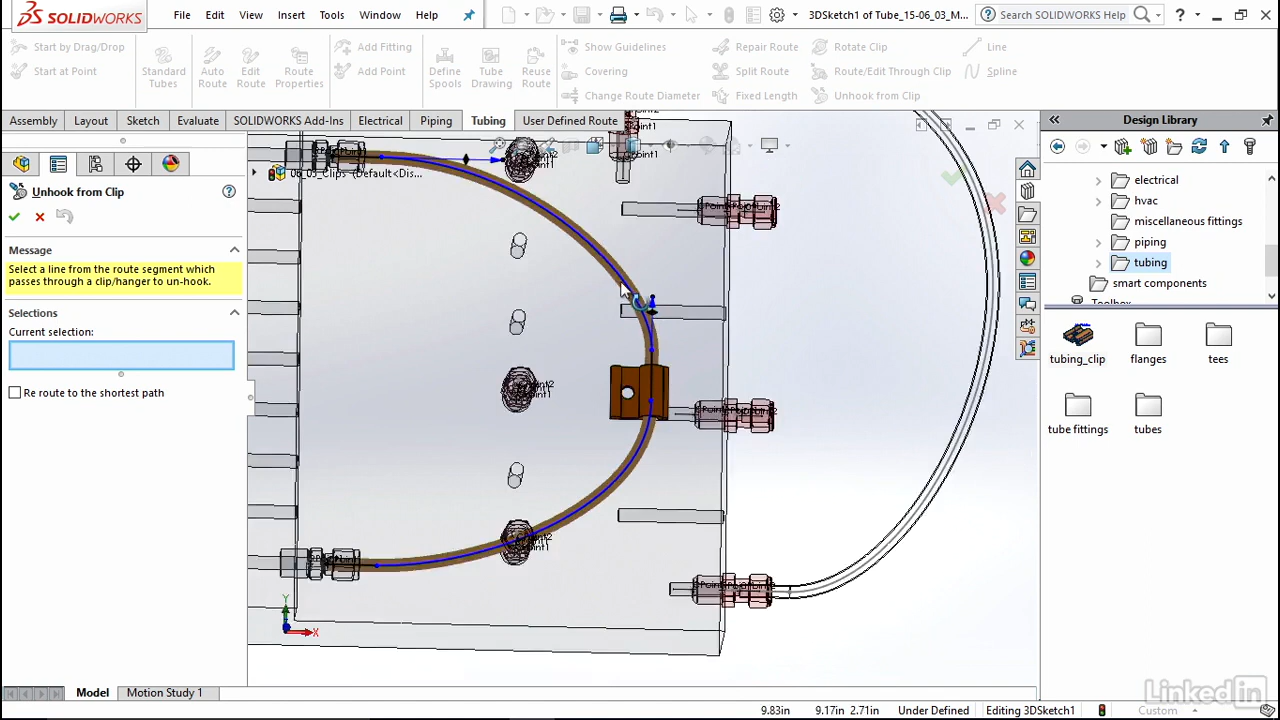 SOLIDWORKS
File Edit View Insert Tools Window Help
3DSketch1 of Tube_15-06_03_M...
Search SOLIDWORKS Help
Start by Drag/Drop
Start at Point
Standard Tubes
Auto Route
Edit Route
Route Properties
Add Fitting
Add Point
Define Spools
Tube Drawing
Reuse Route
Show Guidelines
Covering
Change Route Diameter
Repair Route
Split Route
Fixed Length
Rotate Clip
Route/Edit Through Clip
Unhook from Clip
Line
Spline
Assembly Layout Sketch Evaluate SOLIDWORKS Add-Ins Electrical Piping Tubing User Defined Route
06_03_Clips (Default<Dis...
Unhook from Clip
Message
Select a line from the route segment which
passes through a clip/hanger to un-hook.
Selections
Current selection:
Re route to the shortest path
Y
X
Design Library
electrical
hvac
miscellaneous fittings
piping
tubing
smart components
Toolbox
tubing_clip flanges tees
tube fittings tubes
Model Motion Study 1
Linked in
9.83in 9.17in 2.71in Under Defined Editing 3DSketch1 Custom